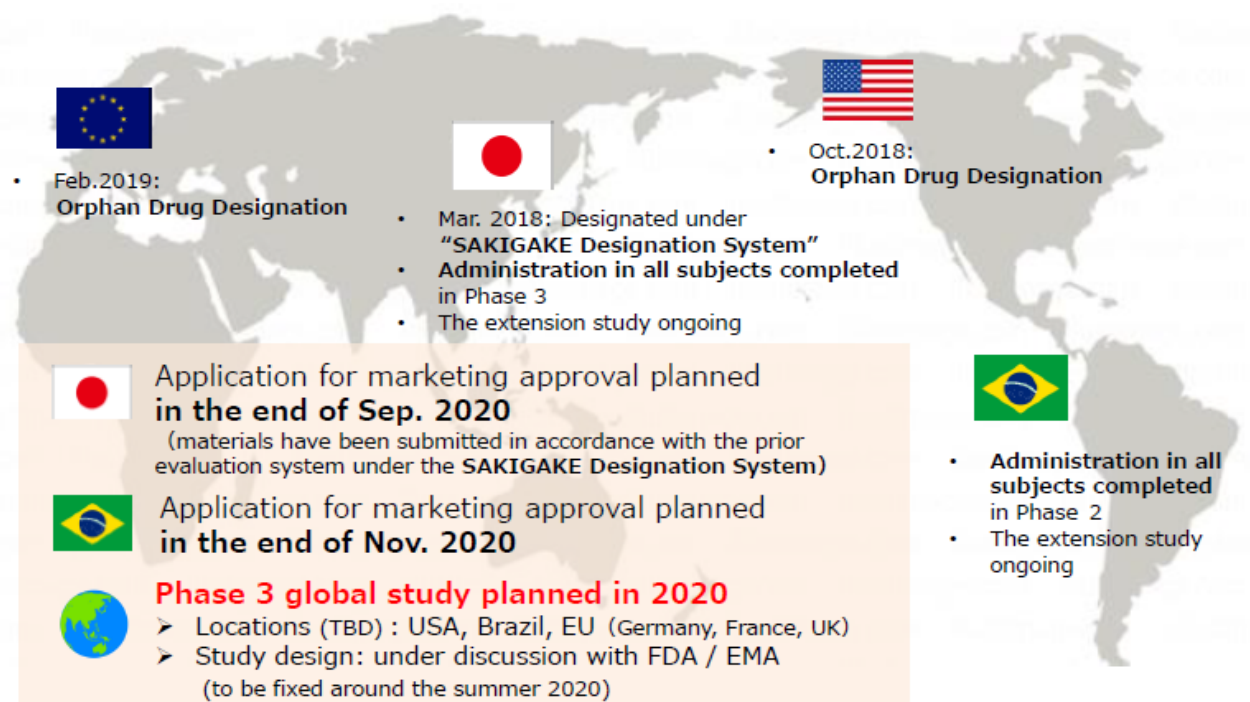 • Feb.2019:
Orphan Drug Designation
• Mar. 2018: Designated under
“SAKIGAKE Designation System”
• Administration in all subjects completed
in Phase 3
• The extension study ongoing
• Oct.2018:
Orphan Drug Designation
Application for marketing approval planned
in the end of Sep. 2020
(materials have been submitted in accordance with the prior
evaluation system under the SAKIGAKE Designation System)
Application for marketing approval planned
in the end of Nov. 2020
Phase 3 global study planned in 2020
➢ Locations (TBD) : USA, Brazil, EU (Germany, France, UK)
➢ Study design: under discussion with FDA / EMA
(to be fixed around the summer 2020)
• Administration in all
subjects completed
in Phase 2
• The extension study
ongoing